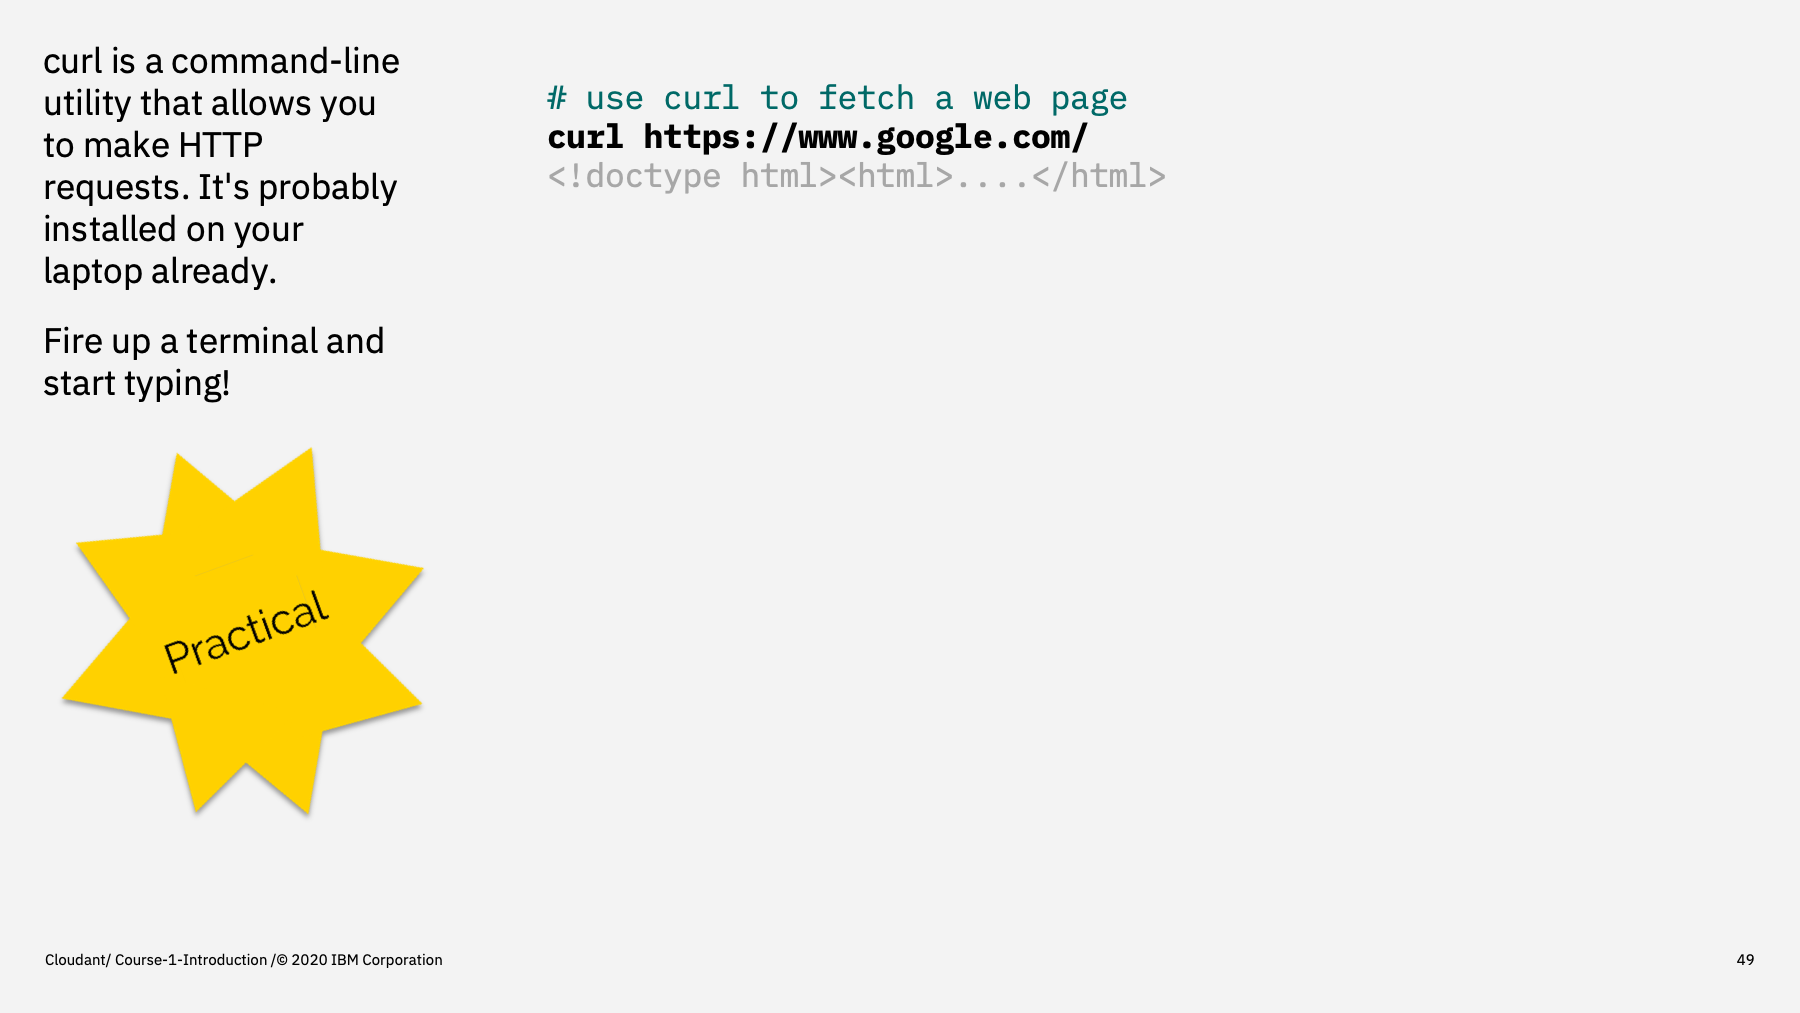 curl is a command-line
utility that allows you
to make HTTP
requests. It's probably
installed on your
laptop already.
Fire up a terminal and
start typing!
Practical
# use curl to fetch a web page
curl https://www.google.com/
<!doctype html><html>....</html>
Cloudant/ Course-1-Introduction /© 2020 IBM Corporation
49